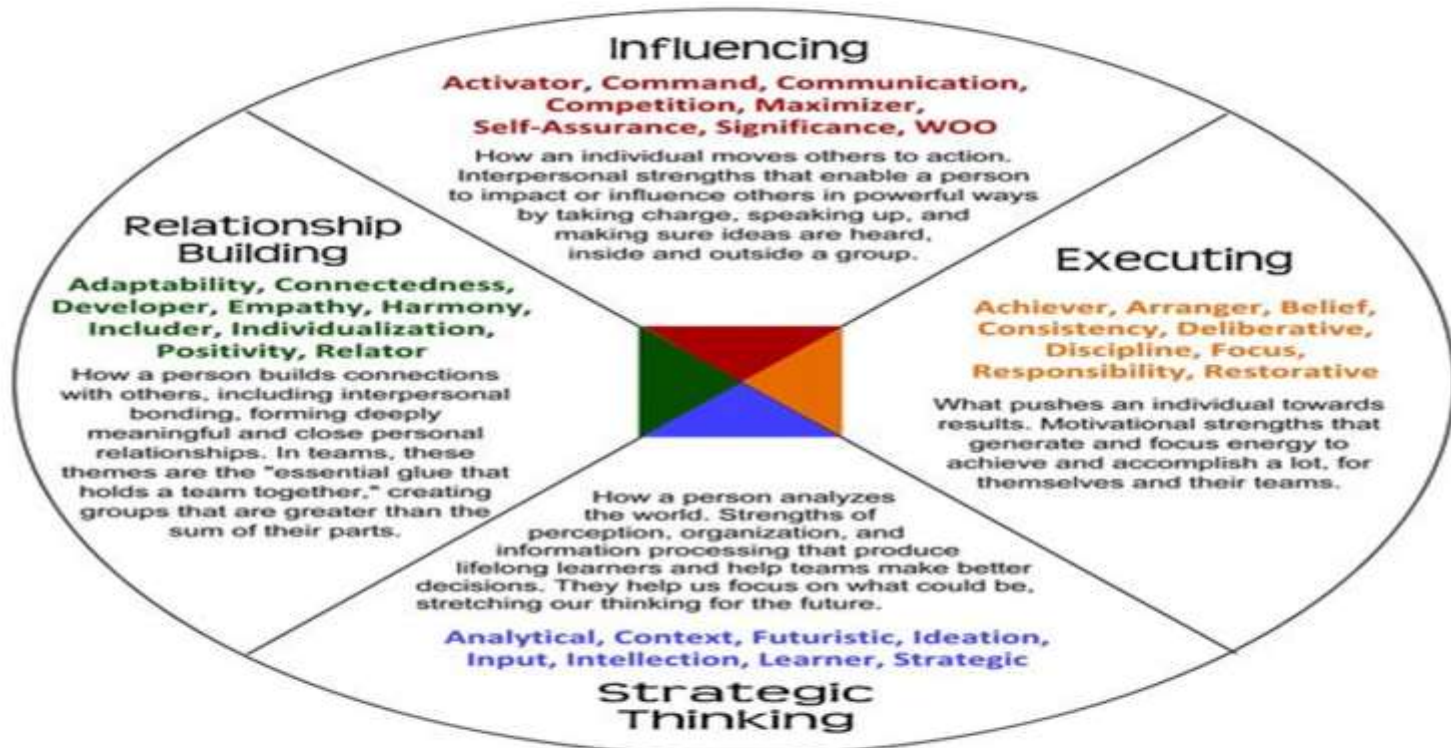 Influencing
Activator, Command, Communication,
Competition, Maximizer,
Self-Assurance, Significance, WOO
How an individual moves others to action.
Interpersonal strengths that enable a person
to impact or influence others in powerful ways
by taking charge, speaking up, and
making sure ideas are heard,
inside and outside a group.
Relationship
Building
Adaptability, Connectedness,
Developer, Empathy, Harmony,
Includer, Individualization,
Positivity, Relator
How a person builds connections
with others, including interpersonal
bonding, forming deeply
meaningful and close personal
relationships. In teams, these
themes are the "essential glue that
holds a team together," creating
groups that are greater than the
sum of their parts.
Executing
Achiever, Arranger, Belief,
Consistency, Deliberative,
Discipline, Focus,
Responsibility, Restorative
What pushes an individual towards
results. Motivational strengths that
generate and focus energy to
achieve and accomplish a lot, for
themselves and their teams.
How a person analyzes
the world. Strengths of
perception, organization, and
information processing that produce
lifelong learners and help teams make better
decisions. They help us focus on what could be,
stretching our thinking for the future.
Analytical, Context, Futuristic, Ideation,
Input, Intellection, Learner, Strategic
Strategic
Thinking